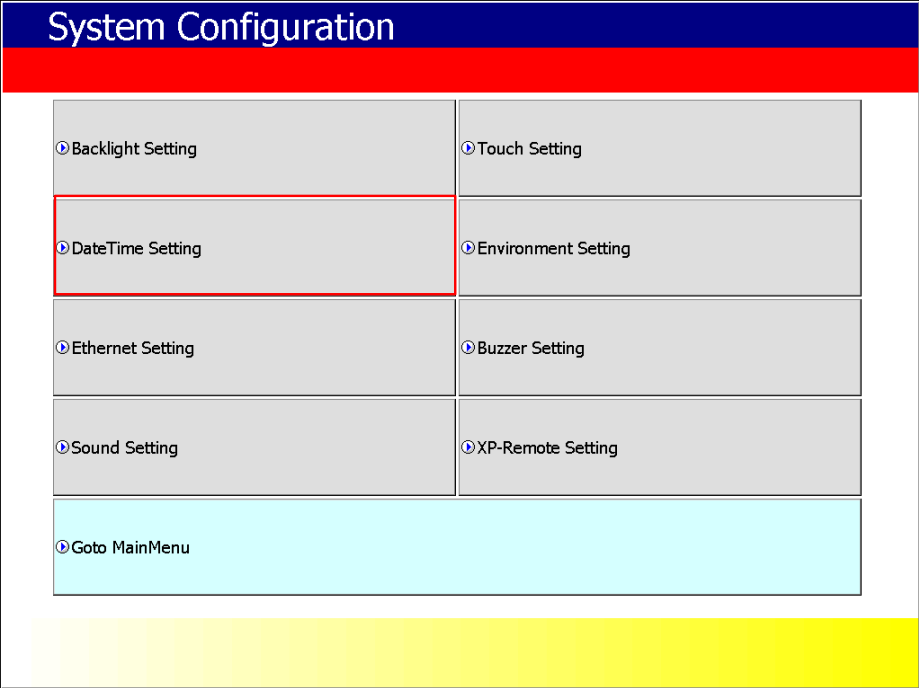 System Configuration
Backlight Setting
Touch Setting
DateTime Setting
Environment Setting
Ethernet Setting
Buzzer Setting
Sound Setting
XP-Remote Setting
Goto MainMenu